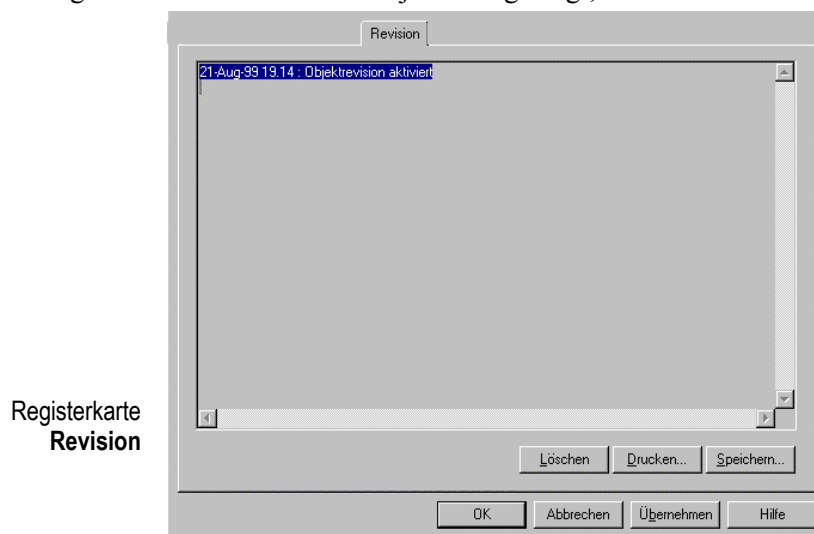 Revision
21-Aug-99 19.14 : Objektrevision aktiviert
Registerkarte
Revision
Löschen Drucken... Speichern...
OK Abbrechen Übernehmen Hilfe